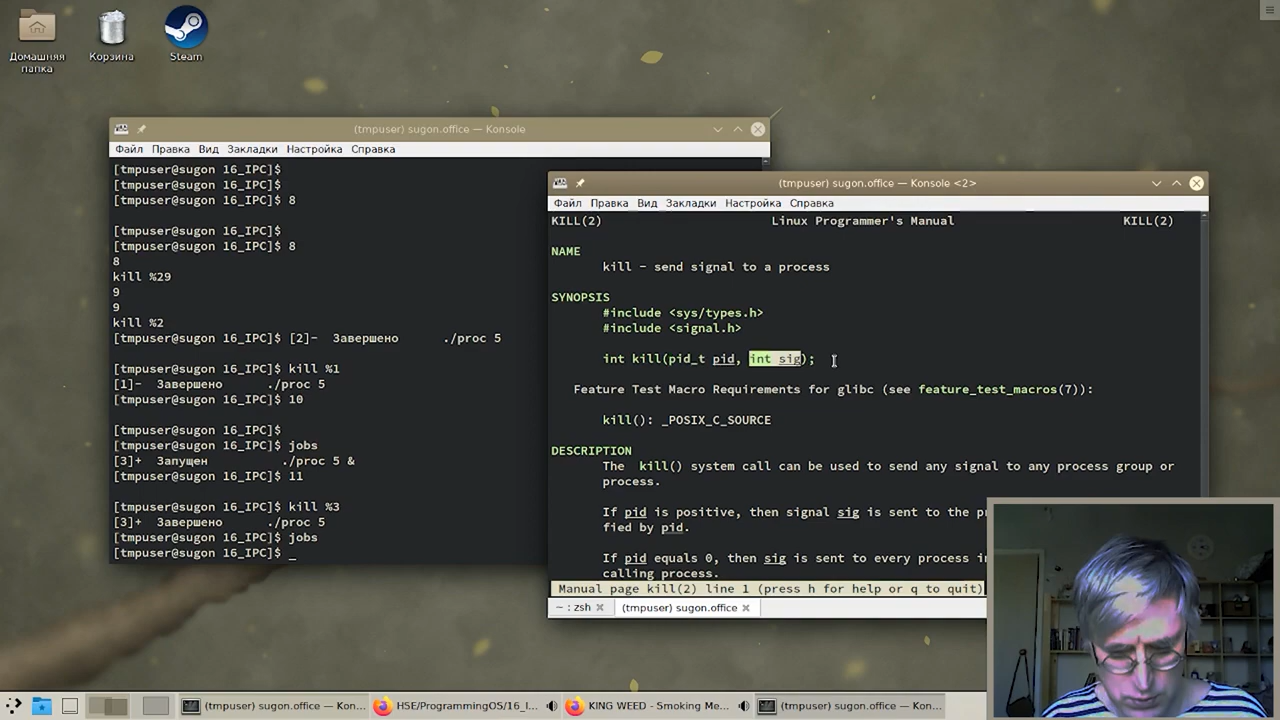 Домашняя
папка
Корзина
Steam
(tmpuser) sugon.office — Konsole
Файл Правка Вид Закладки Настройка Справка
[tmpuser@sugon 16_IPC]$
[tmpuser@sugon 16_IPC]$
[tmpuser@sugon 16_IPC]$ 8
[tmpuser@sugon 16_IPC]$
[tmpuser@sugon 16_IPC]$ 8
8
kill %29
9
9
kill %2
[tmpuser@sugon 16_IPC]$ [2]-  Завершено      ./proc 5
[tmpuser@sugon 16_IPC]$ kill %1
[1]-  Завершено      ./proc 5
[tmpuser@sugon 16_IPC]$ 10
[tmpuser@sugon 16_IPC]$
[tmpuser@sugon 16_IPC]$ jobs
[3]+  Запущен          ./proc 5 &
[tmpuser@sugon 16_IPC]$ 11
[tmpuser@sugon 16_IPC]$ kill %3
[3]+  Завершено      ./proc 5
[tmpuser@sugon 16_IPC]$ jobs
[tmpuser@sugon 16_IPC]$ _
(tmpuser) sugon.office — Konsole <2>
Файл Правка Вид Закладки Настройка Справка
KILL(2) Linux Programmer's Manual KILL(2)
NAME
kill - send signal to a process
SYNOPSIS
#include <sys/types.h>
#include <signal.h>
int kill(pid_t pid, int sig);
Feature Test Macro Requirements for glibc (see feature_test_macros(7)):
kill(): _POSIX_C_SOURCE
DESCRIPTION
The kill() system call can be used to send any signal to any process group or
process.
If pid is positive, then signal sig is sent to the
fied by pid.
If pid equals 0, then sig is sent to every process
calling process.
Manual page kill(2) line 1 (press h for help or q to quit)
~ : zsh
(tmpuser) sugon.office
(tmpuser) sugon.office — Kon...
HSE/ProgrammingOS/16_I...
KING WEED - Smoking Me...
(tmpuser) sugon.office — Kon...